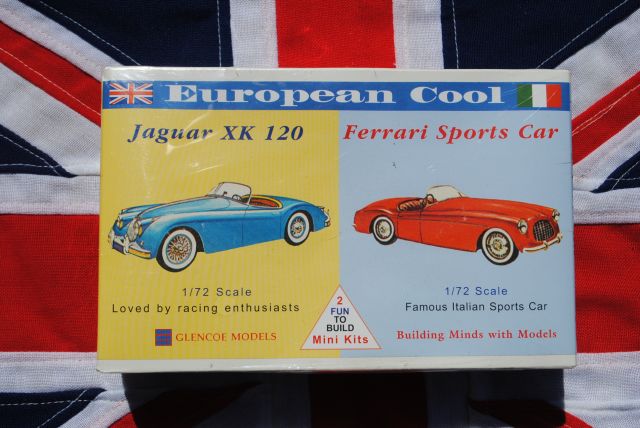 European Cool
Jaguar XK 120
1/72 Scale
Loved by racing enthusiasts
GLENCOE MODELS
Ferrari Sports Car
1/72 Scale
Famous Italian Sports Car
Building Minds with Models
2
FUN
TO
BUILD
Mini Kits